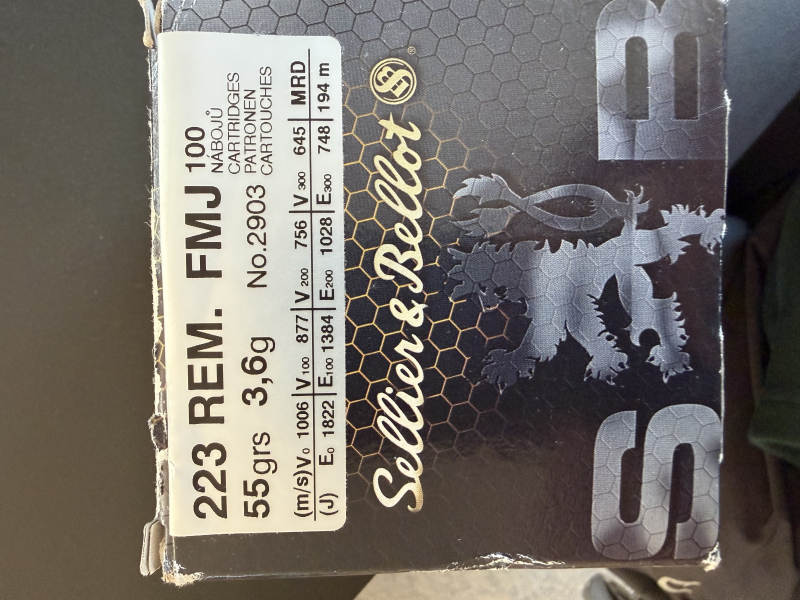 223 REM. FMJ 100
NÁBOJŮ
CARTRIDGES
PATRONEN
CARTOUCHES
55grs 3,6g No.2903
(m/s) V0 1006 V100 877 V200 756 V300 645 MRD
(J) E0 1822 E100 1384 E200 1028 E300 748 194 m
Sellier & Bellot
SB
®
S B